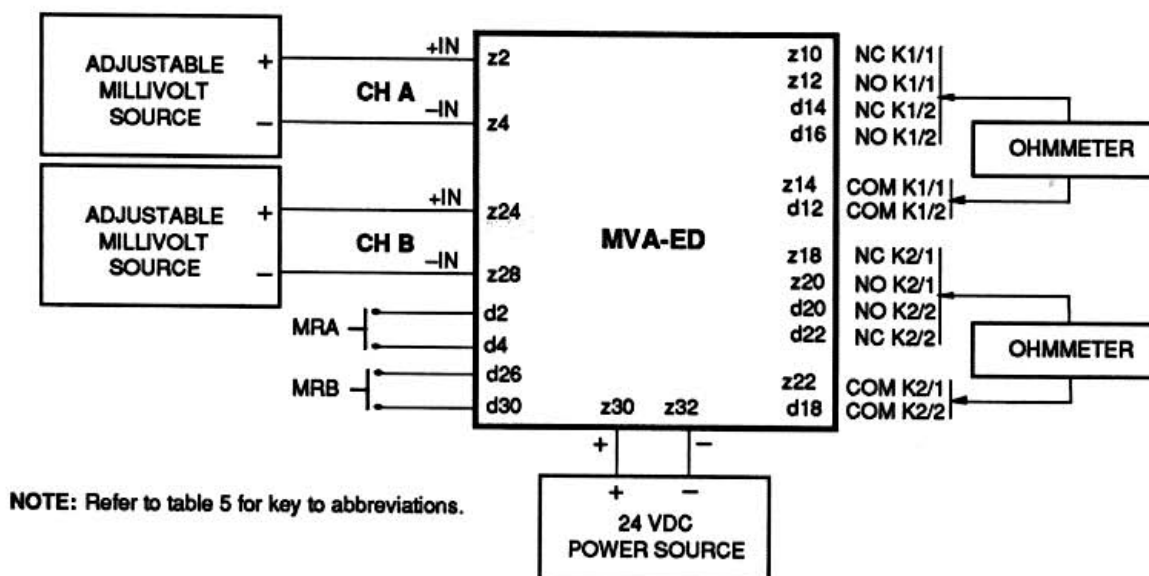 ADJUSTABLE
MILLIVOLT
SOURCE
+
−
+IN
CH A
−IN
z2
z4
ADJUSTABLE
MILLIVOLT
SOURCE
+
−
+IN
CH B
−IN
z24
z28
MRA
d2
d4
MRB
d26
d30
MVA-ED
z10 NC K1/1
z12 NO K1/1
d14 NC K1/2
d16 NO K1/2
z14 COM K1/1
d12 COM K1/2
OHMMETER
z18 NC K2/1
z20 NO K2/1
d20 NO K2/2
d22 NC K2/2
z22 COM K2/1
d18 COM K2/2
OHMMETER
z30 z32
+ −
+ −
24 VDC
POWER SOURCE
NOTE: Refer to table 5 for key to abbreviations.